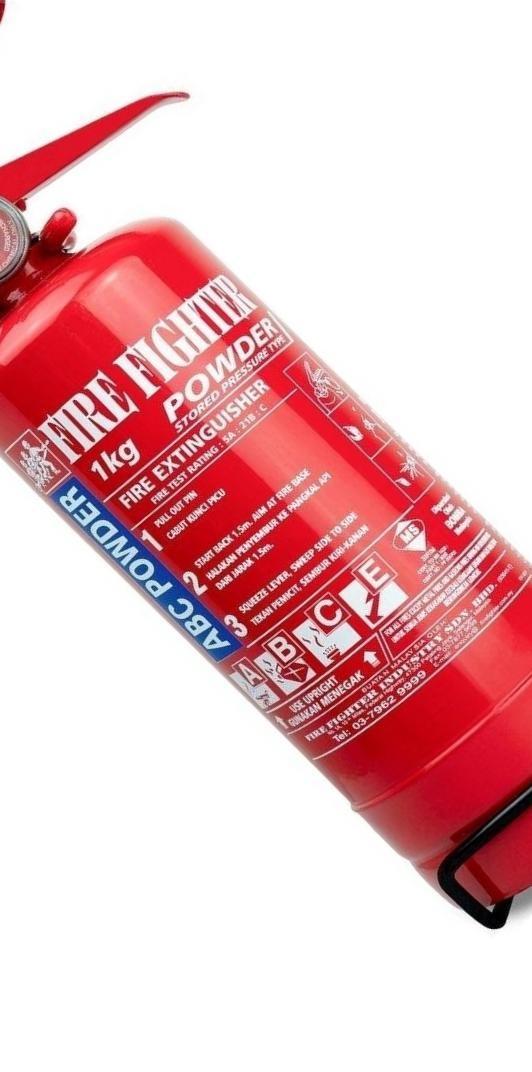 FIRE FIGHTER
POWDER
STORED PRESSURE TYPE
1kg
FIRE EXTINGUISHER
FIRE TEST RATING : 5A : 21B : C
ABC POWDER
1 PULL OUT PIN
CABUT KUNCI PICU
2 START BACK 1.5m. AIM AT FIRE BASE
HALAKAN PENYEMBUR KE PANGKAL API
DARI JARAK 1.5m.
3 SQUEEZE LEVER, SWEEP SIDE TO SIDE
TEKAN PEMICIT, SEMBUR KIRI-KANAN
A B C E
MS
USE UPRIGHT
GUNAKAN MENEGAK
BUATAN MALAYSIA OLEH
FIRE FIGHTER INDUSTRY SDN. BHD.
Tel: 03-7962 9999